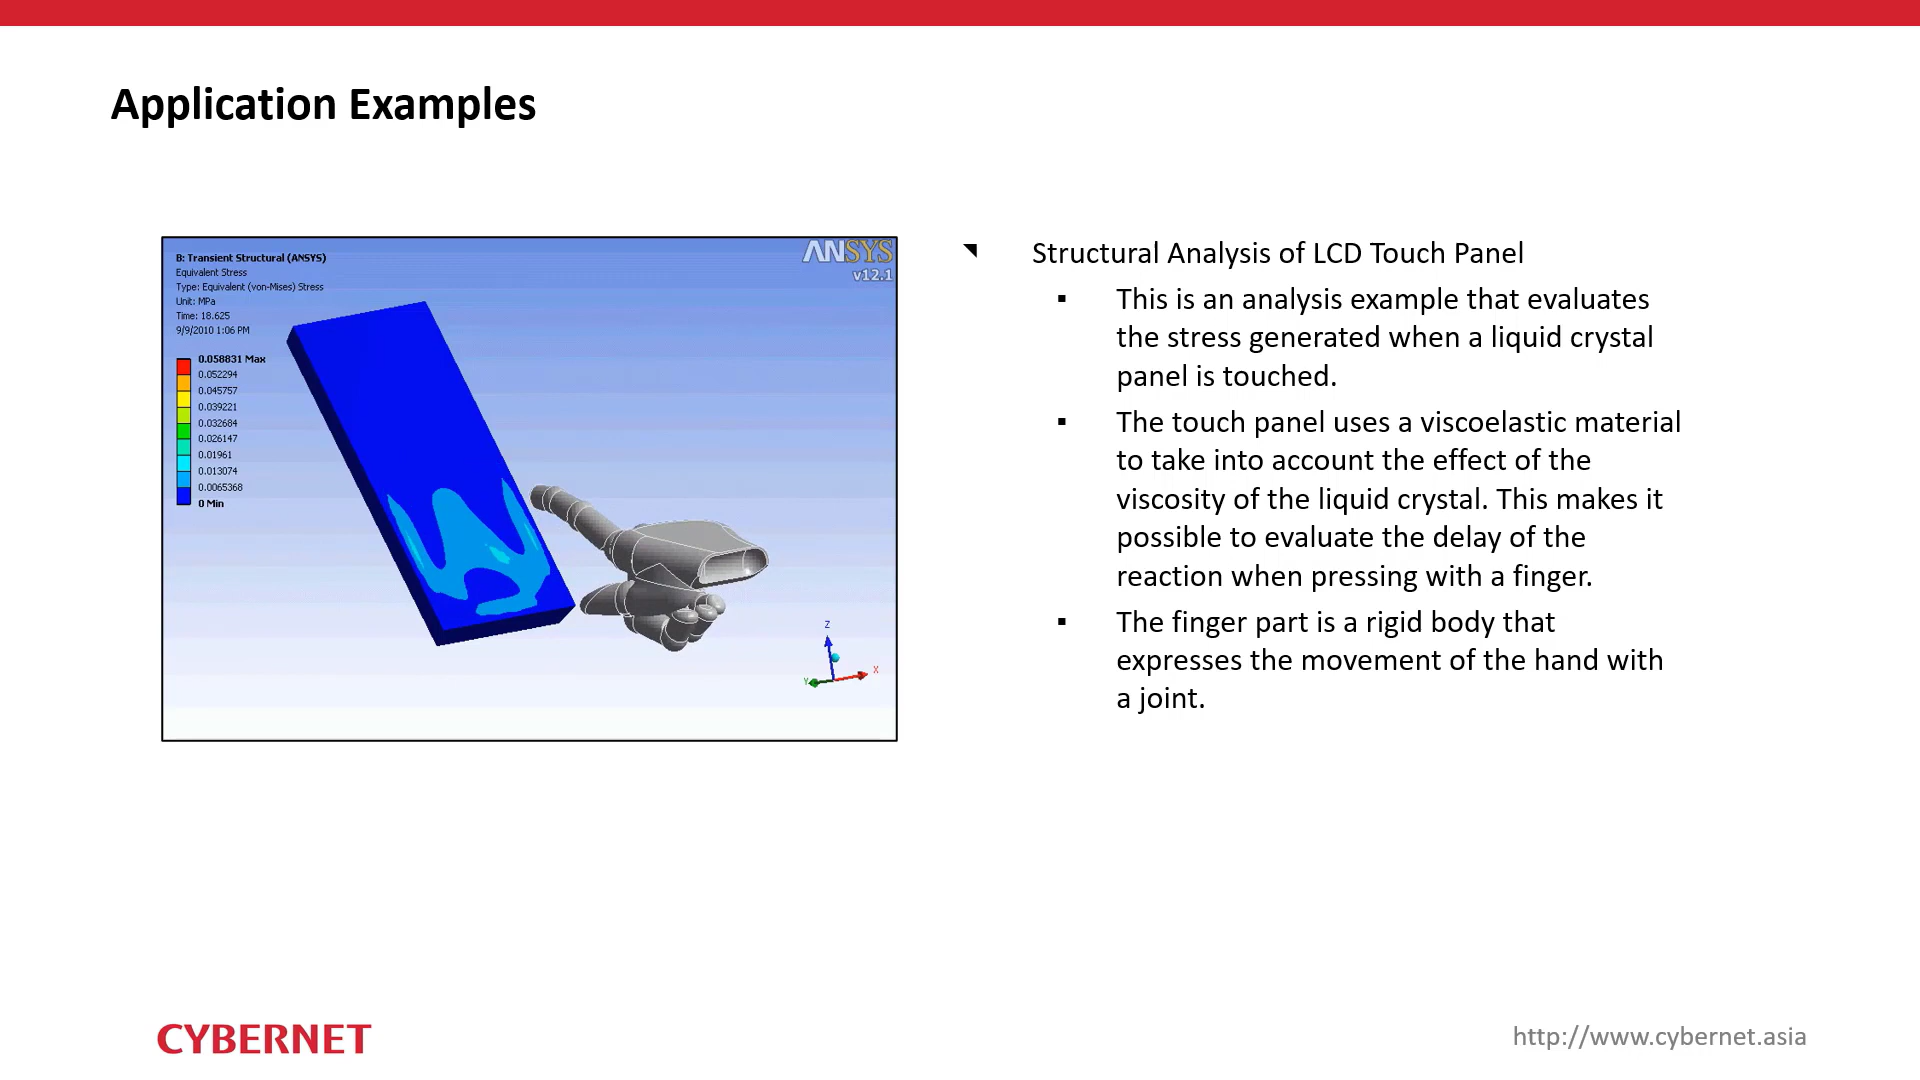 Application Examples
B: Transient Structural (ANSYS)
Equivalent Stress
Type: Equivalent (von-Mises) Stress
Unit: MPa
Time: 18.625
9/9/2010 1:06 PM
ANSYS
v12.1
0.058831 Max
0.052294
0.045757
0.039221
0.032684
0.026147
0.01961
0.013074
0.0065368
0 Min
Z
X
Y
Structural Analysis of LCD Touch Panel
This is an analysis example that evaluates
the stress generated when a liquid crystal
panel is touched.
The touch panel uses a viscoelastic material
to take into account the effect of the
viscosity of the liquid crystal. This makes it
possible to evaluate the delay of the
reaction when pressing with a finger.
The finger part is a rigid body that
expresses the movement of the hand with
a joint.
CYBERNET
http://www.cybernet.asia